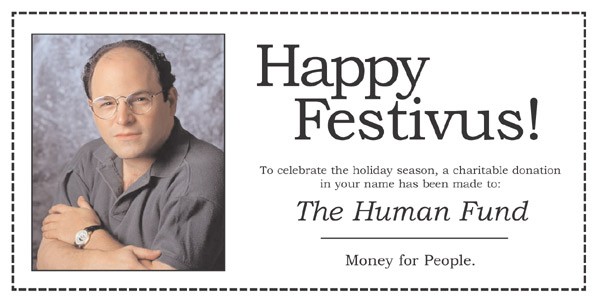 Happy
Festivus!
To celebrate the holiday season, a charitable donation
in your name has been made to:
The Human Fund
Money for People.